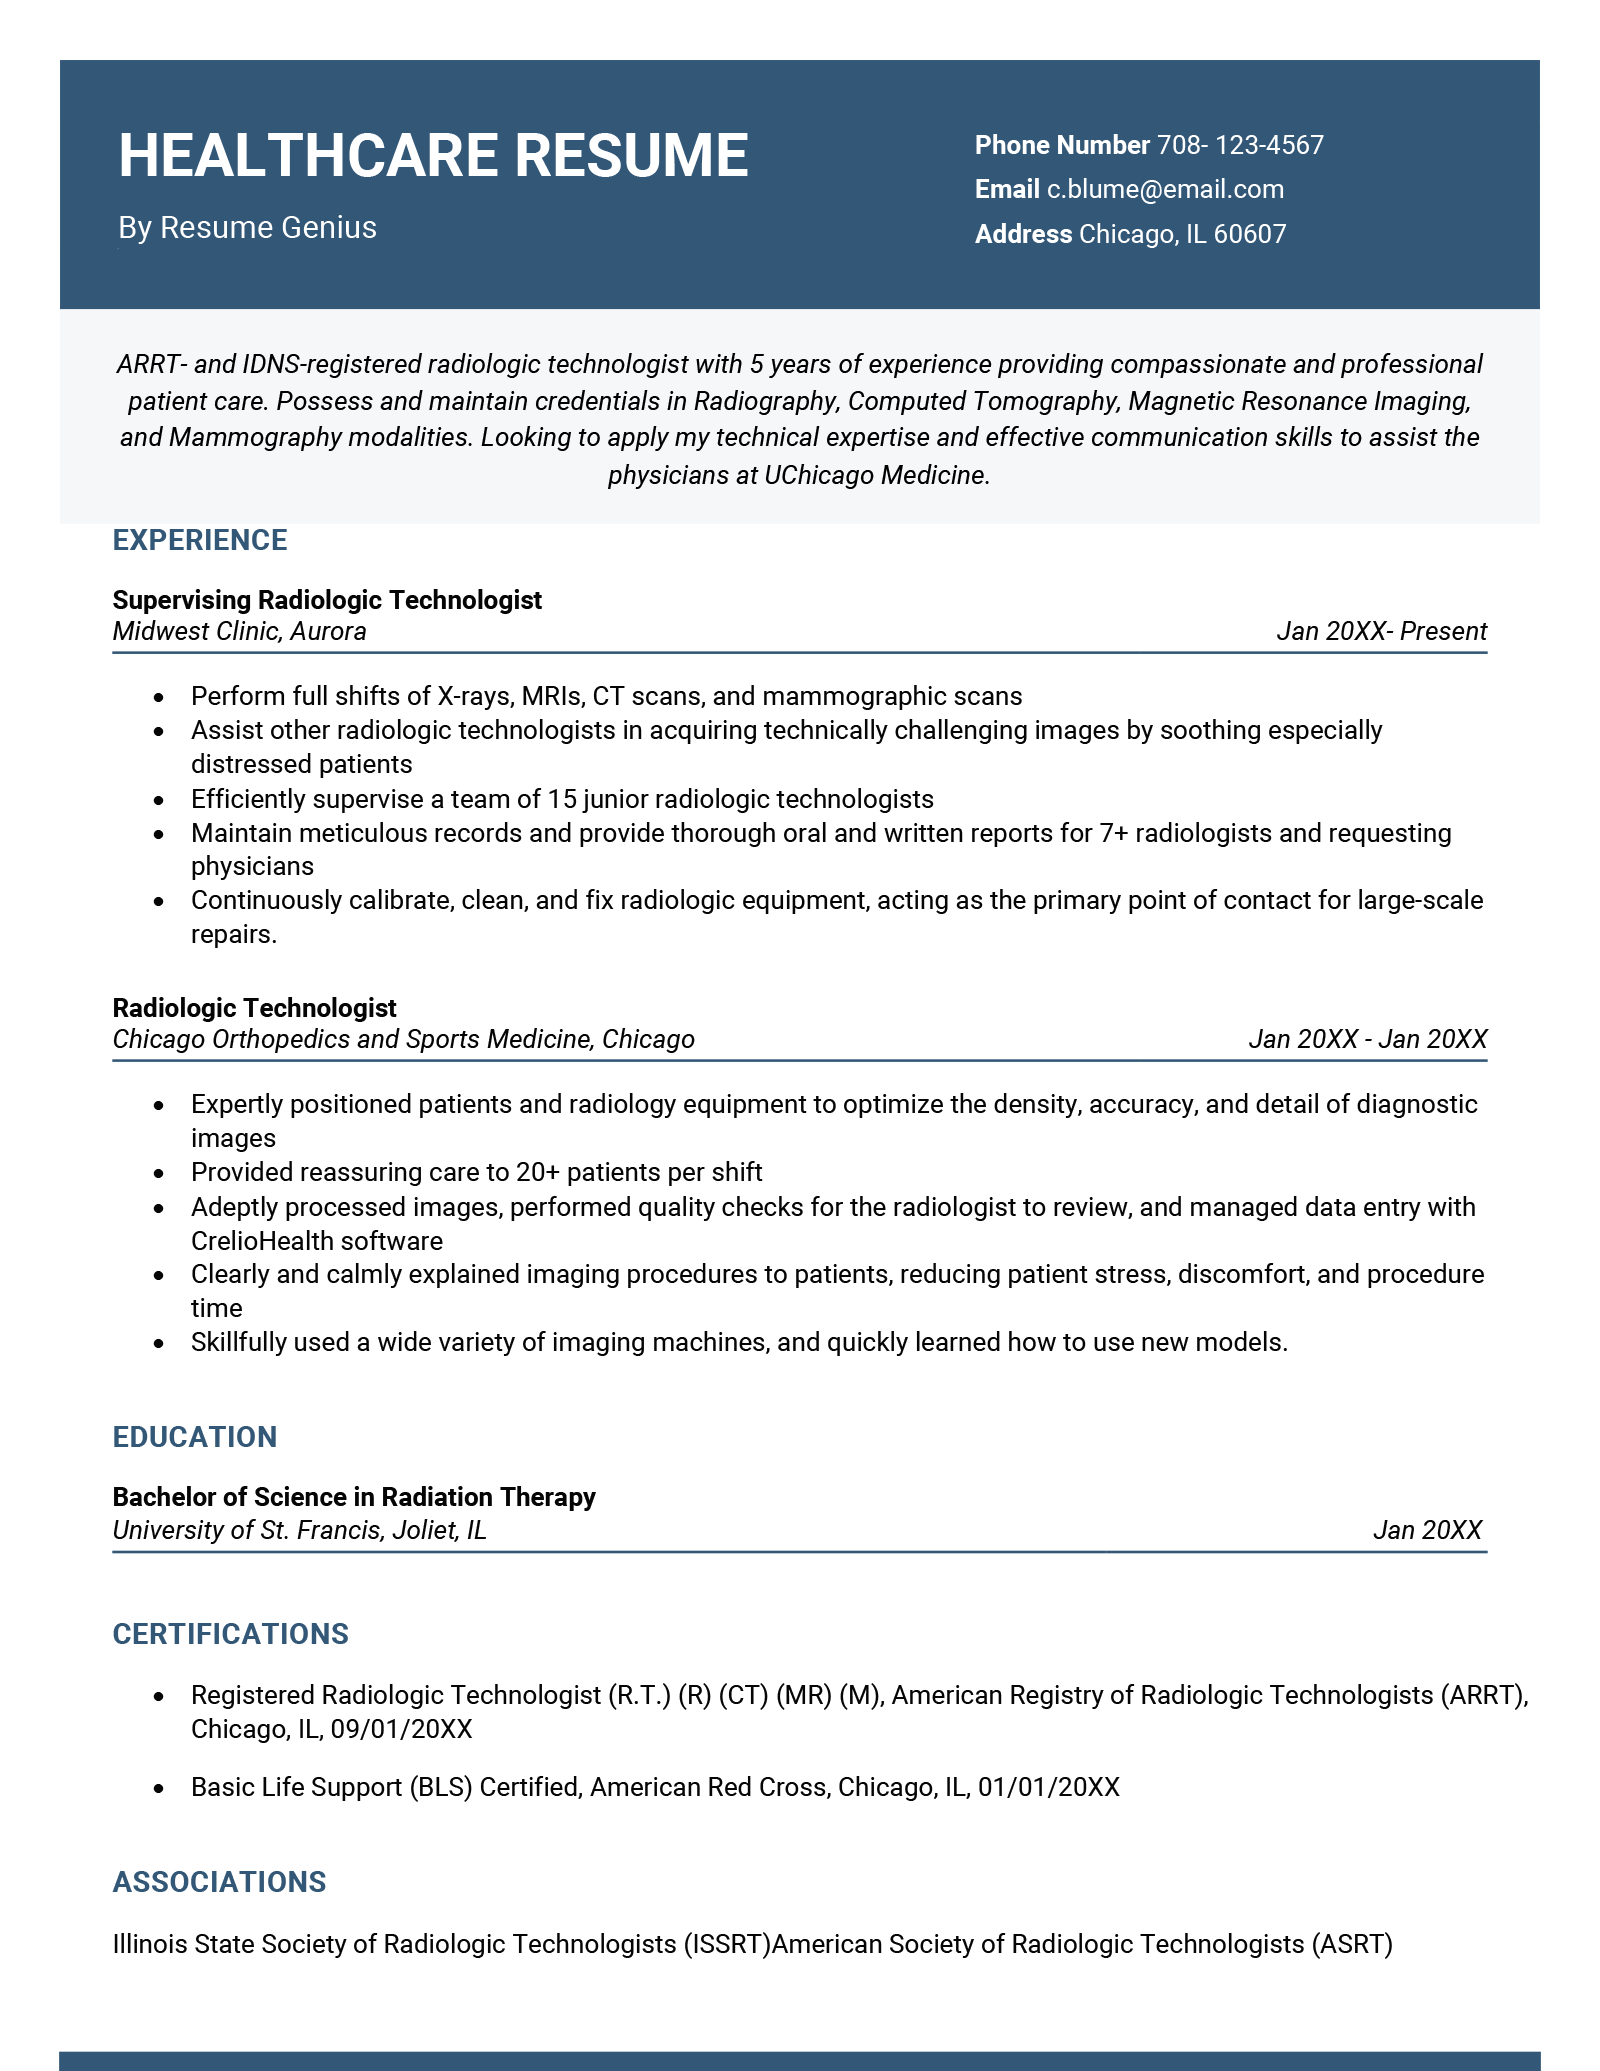 HEALTHCARE RESUME
By Resume Genius
Phone Number 708- 123-4567
Email c.blume@email.com
Address Chicago, IL 60607
ARRT- and IDNS-registered radiologic technologist with 5 years of experience providing compassionate and professional
patient care. Possess and maintain credentials in Radiography, Computed Tomography, Magnetic Resonance Imaging,
and Mammography modalities. Looking to apply my technical expertise and effective communication skills to assist the
physicians at UChicago Medicine.
EXPERIENCE
Supervising Radiologic Technologist
Midwest Clinic, Aurora Jan 20XX- Present
• Perform full shifts of X-rays, MRIs, CT scans, and mammographic scans
• Assist other radiologic technologists in acquiring technically challenging images by soothing especially
distressed patients
• Efficiently supervise a team of 15 junior radiologic technologists
• Maintain meticulous records and provide thorough oral and written reports for 7+ radiologists and requesting
physicians
• Continuously calibrate, clean, and fix radiologic equipment, acting as the primary point of contact for large-scale
repairs.
Radiologic Technologist
Chicago Orthopedics and Sports Medicine, Chicago Jan 20XX - Jan 20XX
• Expertly positioned patients and radiology equipment to optimize the density, accuracy, and detail of diagnostic
images
• Provided reassuring care to 20+ patients per shift
• Adeptly processed images, performed quality checks for the radiologist to review, and managed data entry with
CrelioHealth software
• Clearly and calmly explained imaging procedures to patients, reducing patient stress, discomfort, and procedure
time
• Skillfully used a wide variety of imaging machines, and quickly learned how to use new models.
EDUCATION
Bachelor of Science in Radiation Therapy
University of St. Francis, Joliet, IL Jan 20XX
CERTIFICATIONS
• Registered Radiologic Technologist (R.T.) (R) (CT) (MR) (M), American Registry of Radiologic Technologists (ARRT),
Chicago, IL, 09/01/20XX
• Basic Life Support (BLS) Certified, American Red Cross, Chicago, IL, 01/01/20XX
ASSOCIATIONS
Illinois State Society of Radiologic Technologists (ISSRT)American Society of Radiologic Technologists (ASRT)